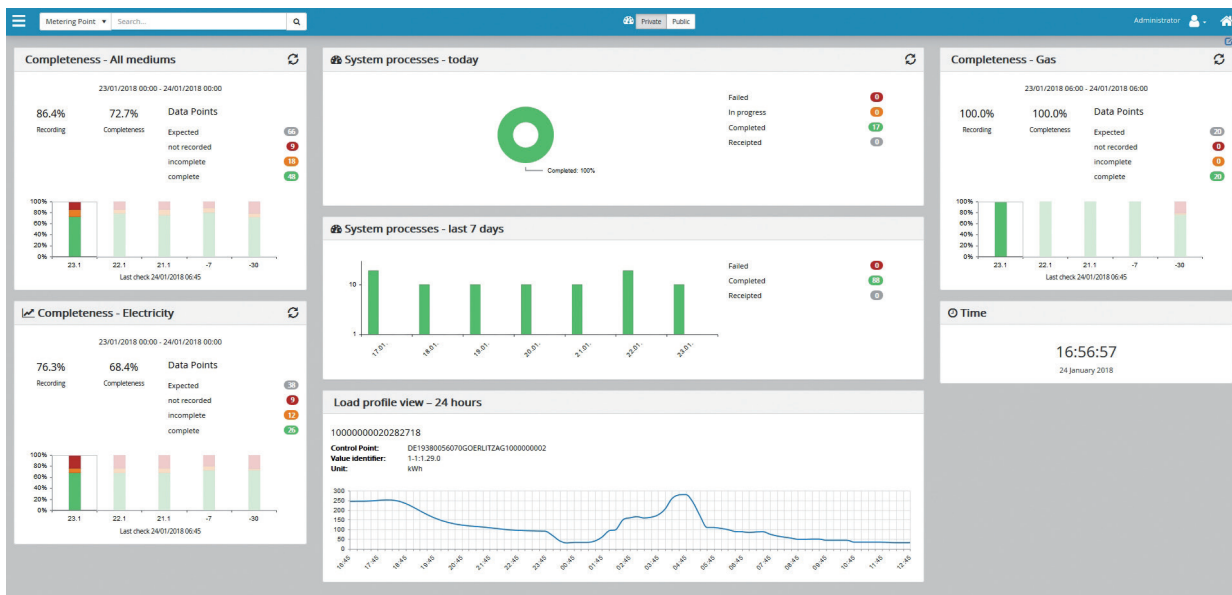 Metering Point Search...
Private Public
Administrator
Completeness - All mediums
23/01/2018 00:00 - 24/01/2018 00:00
86.4% 72.7% Data Points
Recording Completeness
Expected 66
not recorded 9
incomplete 18
complete 48
100%
80%
60%
40%
20%
0%
23.1 22.1 21.1 -7 -30
Last check 24/01/2018 06:45
Completeness - Electricity
23/01/2018 00:00 - 24/01/2018 00:00
76.3% 68.4% Data Points
Recording Completeness
Expected 38
not recorded 9
incomplete 12
complete 26
100%
80%
60%
40%
20%
0%
23.1 22.1 21.1 -7 -30
Last check 24/01/2018 06:45
System processes - today
Failed 0
In progress 0
Completed 17
Receipted 0
Completed: 100%
System processes - last 7 days
Failed 0
Completed 88
Receipted 0
10
1
17.01. 18.01. 19.01. 20.01. 21.01. 22.01. 23.01.
Load profile view – 24 hours
10000000020282718
Control Point: DE19380056070GOERLITZAG1000000002
Value identifier: 1-1:1.29.0
Unit: kWh
300
250
200
150
100
50
0
16:45 17:45 18:45 19:45 20:45 21:45 22:45 23:45 00:45 01:45 02:45 03:45 04:45 05:45 06:45 07:45 08:45 09:45 10:45 11:45 12:45
Completeness - Gas
23/01/2018 06:00 - 24/01/2018 06:00
100.0% 100.0% Data Points
Recording Completeness
Expected 20
not recorded 0
incomplete 0
complete 20
100%
80%
60%
40%
20%
0%
23.1 22.1 21.1 -7 -30
Last check 24/01/2018 06:45
Time
16:56:57
24 January 2018